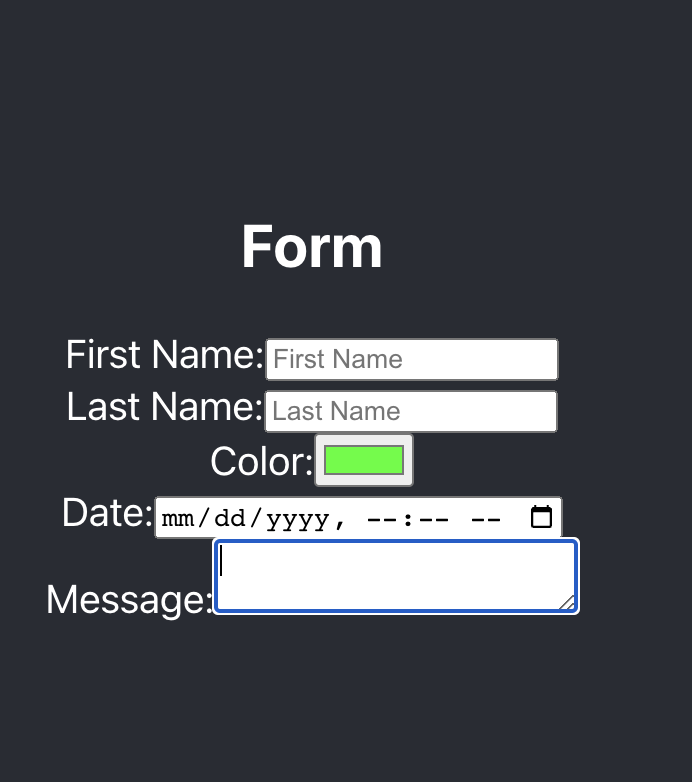 Form
First Name: First Name
Last Name: Last Name
Color:
Date: mm/dd/yyyy, --:-- --
Message: